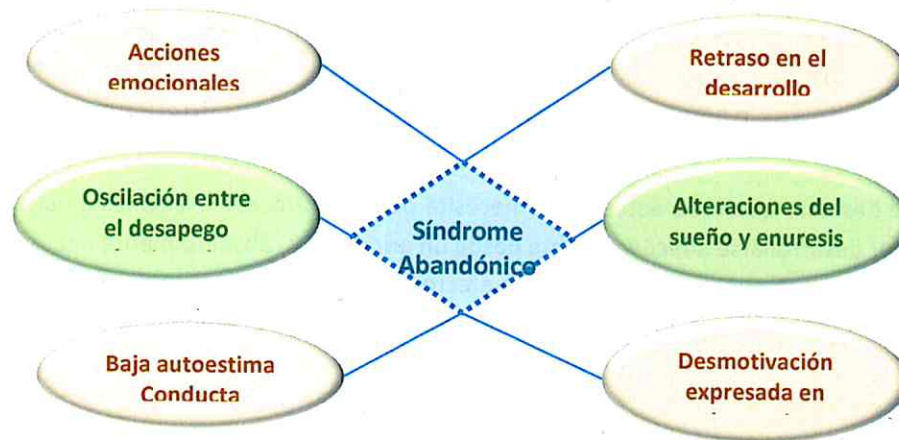 Acciones
emocionales
Retraso en el
desarrollo
Oscilación entre
el desapego
Síndrome
Abandónico
Alteraciones del
sueño y enuresis
Baja autoestima
Conducta
Desmotivación
expresada en